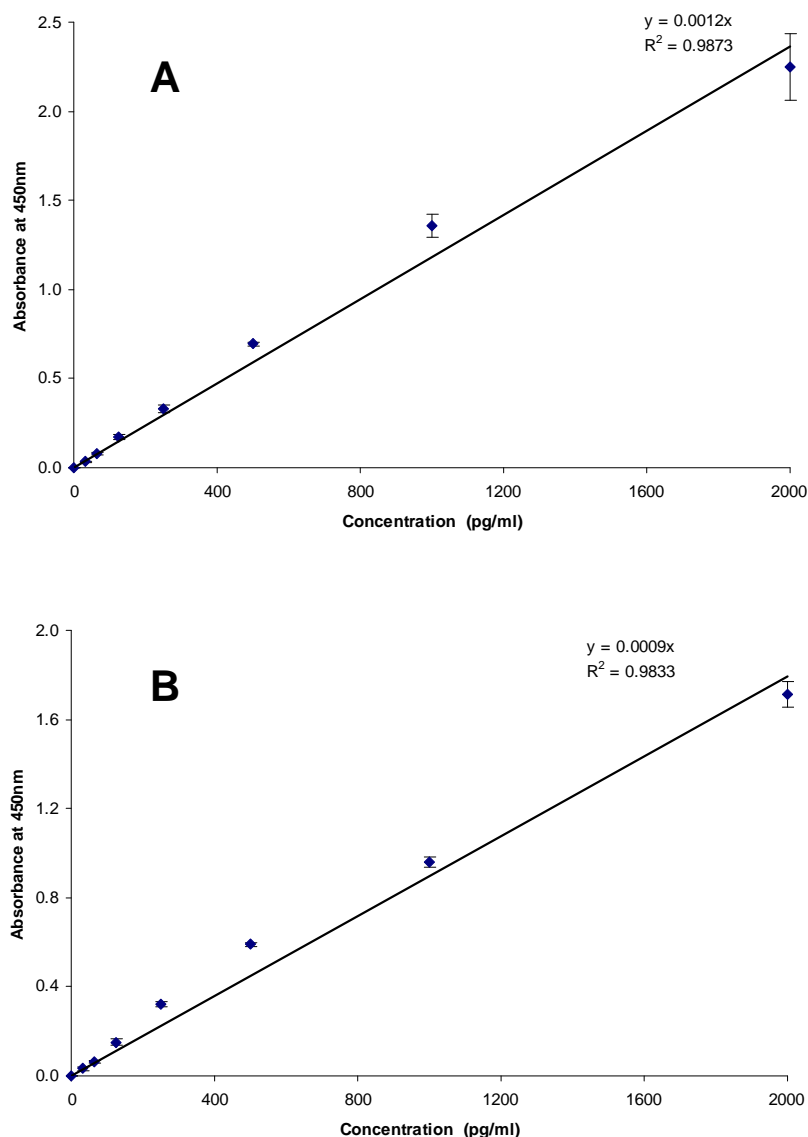 y = 0.0012x
R² = 0.9873
A
2.5
2.0
1.5
1.0
0.5
0.0
Absorbance at 450nm
0 400 800 1200 1600 2000
Concentration (pg/ml)
y = 0.0009x
R² = 0.9833
B
2.0
1.6
1.2
0.8
0.4
0.0
Absorbance at 450nm
0 400 800 1200 1600 2000
Concentration (pg/ml)